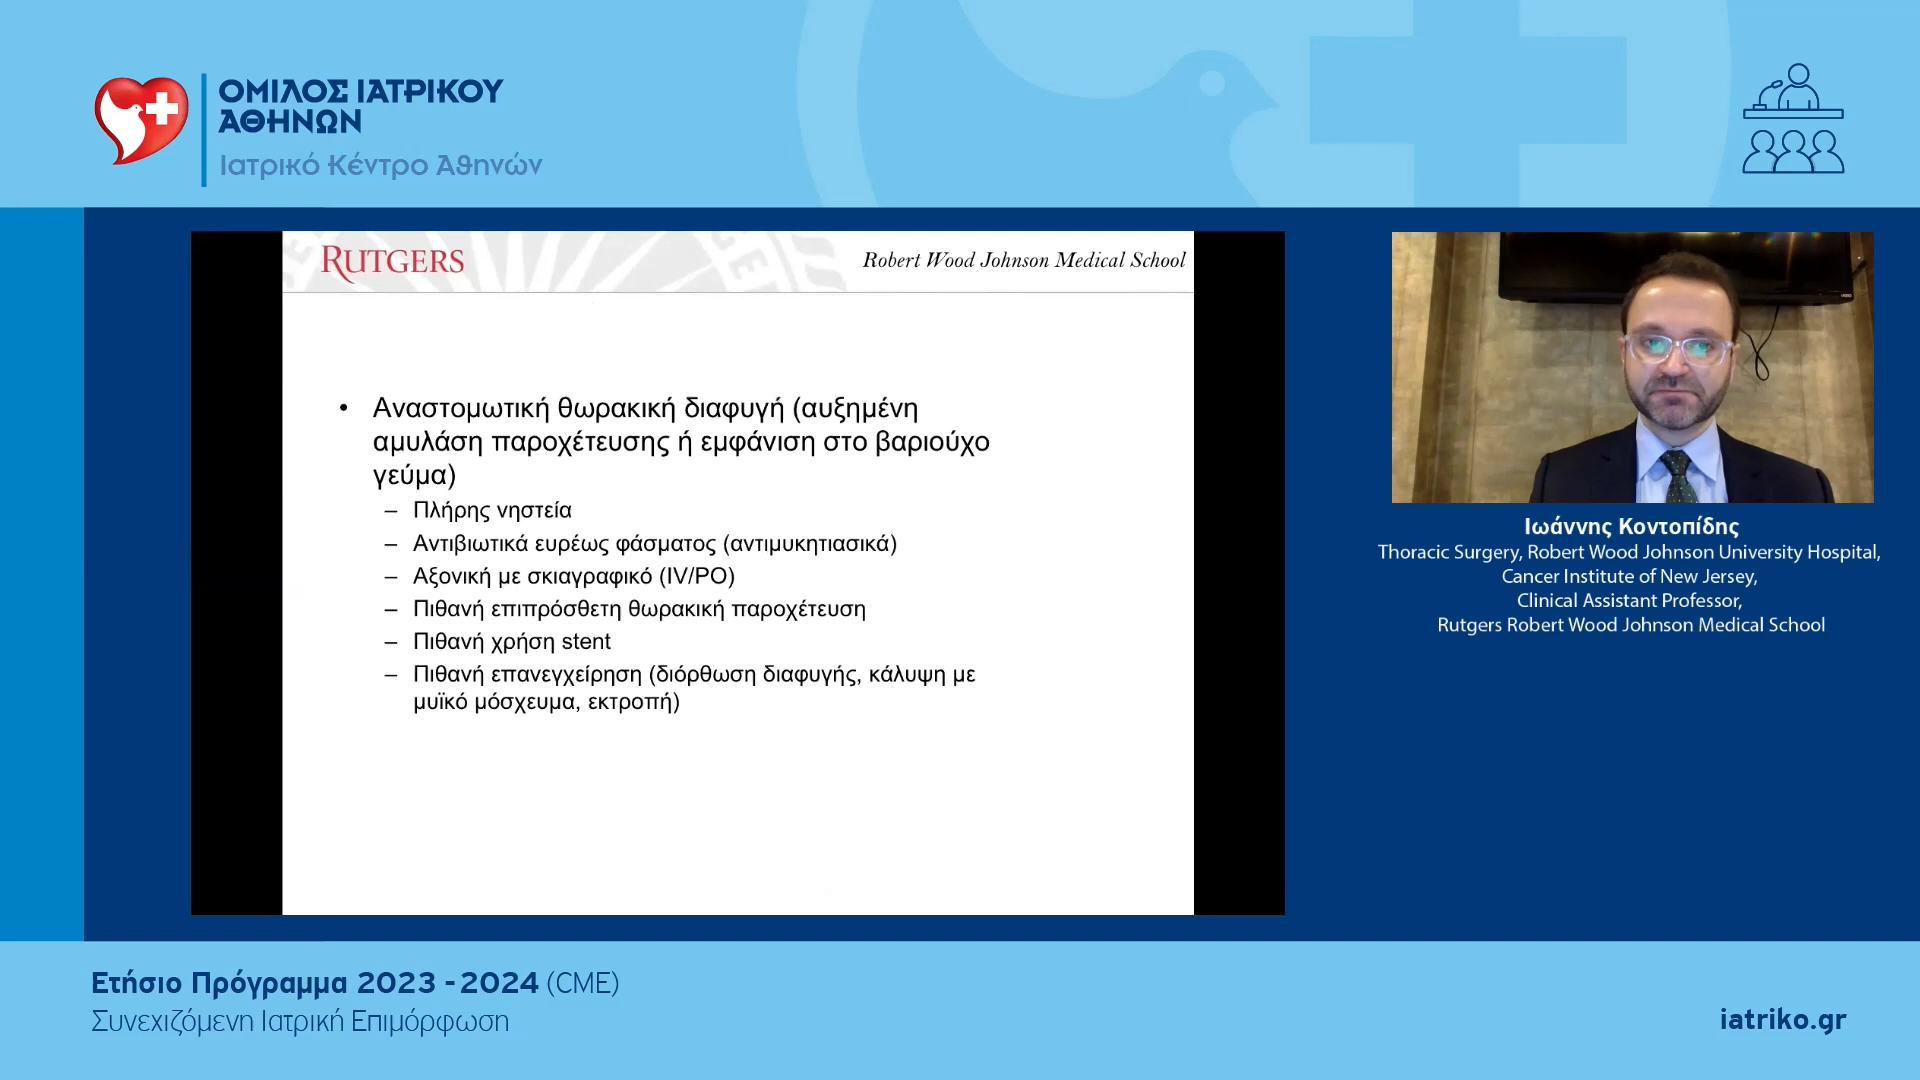 ΟΜΙΛΟΣ ΙΑΤΡΙΚΟΥ
ΑΘΗΝΩΝ
Ιατρικό Κέντρο Αθηνών
RUTGERS
Robert Wood Johnson Medical School
• Αναστομωτική θωρακική διαφυγή (αυξημένη
αμυλάση παροχέτευσης ή εμφάνιση στο βαριούχο
γεύμα)
– Πλήρης νηστεία
– Αντιβιωτικά ευρέως φάσματος (αντιμυκητιασικά)
– Αξονική με σκιαγραφικό (IV/PO)
– Πιθανή επιπρόσθετη θωρακική παροχέτευση
– Πιθανή χρήση stent
– Πιθανή επανεγχείρηση (διόρθωση διαφυγής, κάλυψη με
μυϊκό μόσχευμα, εκτροπή)
Ιωάννης Κοντοπίδης
Thoracic Surgery, Robert Wood Johnson University Hospital,
Cancer Institute of New Jersey,
Clinical Assistant Professor,
Rutgers Robert Wood Johnson Medical School
Ετήσιο Πρόγραμμα 2023 - 2024 (CME)
Συνεχιζόμενη Ιατρική Επιμόρφωση
iatriko.gr